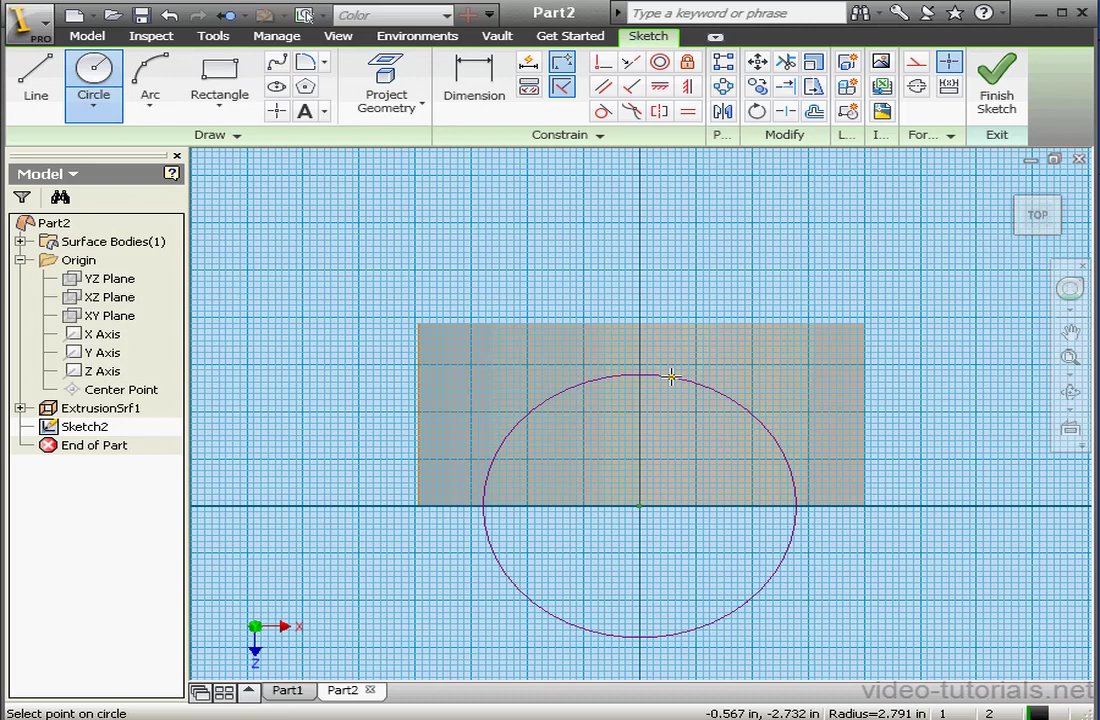 Color
Part2
Type a keyword or phrase
PRO
Model
Inspect
Tools
Manage
View
Environments
Vault
Get Started
Sketch
Line
Circle
Arc
Rectangle
A
Project
Geometry
Dimension
Finish
Sketch
Draw
Constrain
P...
Modify
L...
I...
For...
Exit
Model
Part2
Surface Bodies(1)
Origin
YZ Plane
XZ Plane
XY Plane
X Axis
Y Axis
Z Axis
Center Point
ExtrusionSrf1
Sketch2
End of Part
TOP
X
Z
Part1
Part2
video-tutorials.net
Select point on circle
-0.567 in, -2.732 in
Radius=2.791 in
1
2